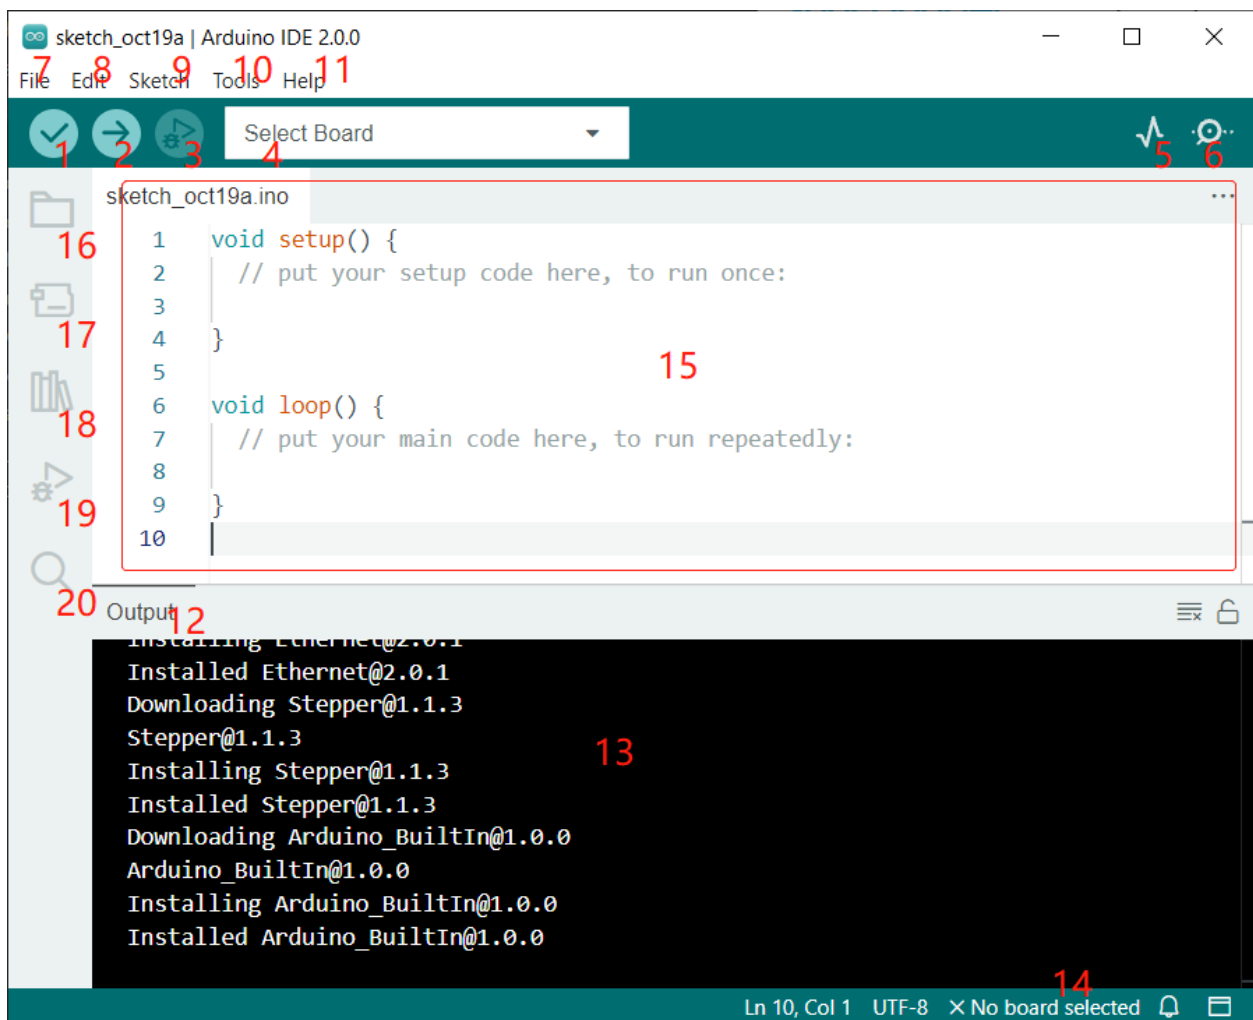 sketch_oct19a | Arduino IDE 2.0.0
7 8 9 10 11
File Edit Sketch Tools Help
Select Board
1 2 3 4 5 6
sketch_oct19a.ino
1 void setup() {
2 // put your setup code here, to run once:
3
4 }
5
6 void loop() {
7 // put your main code here, to run repeatedly:
8
9 }
10
15
16
17
18
19
20
Output
12
Installing Ethernet@2.0.1
Installed Ethernet@2.0.1
Downloading Stepper@1.1.3
Stepper@1.1.3
Installing Stepper@1.1.3
Installed Stepper@1.1.3
Downloading Arduino_BuiltIn@1.0.0
Arduino_BuiltIn@1.0.0
Installing Arduino_BuiltIn@1.0.0
Installed Arduino_BuiltIn@1.0.0
13
14
Ln 10, Col 1 UTF-8 No board selected